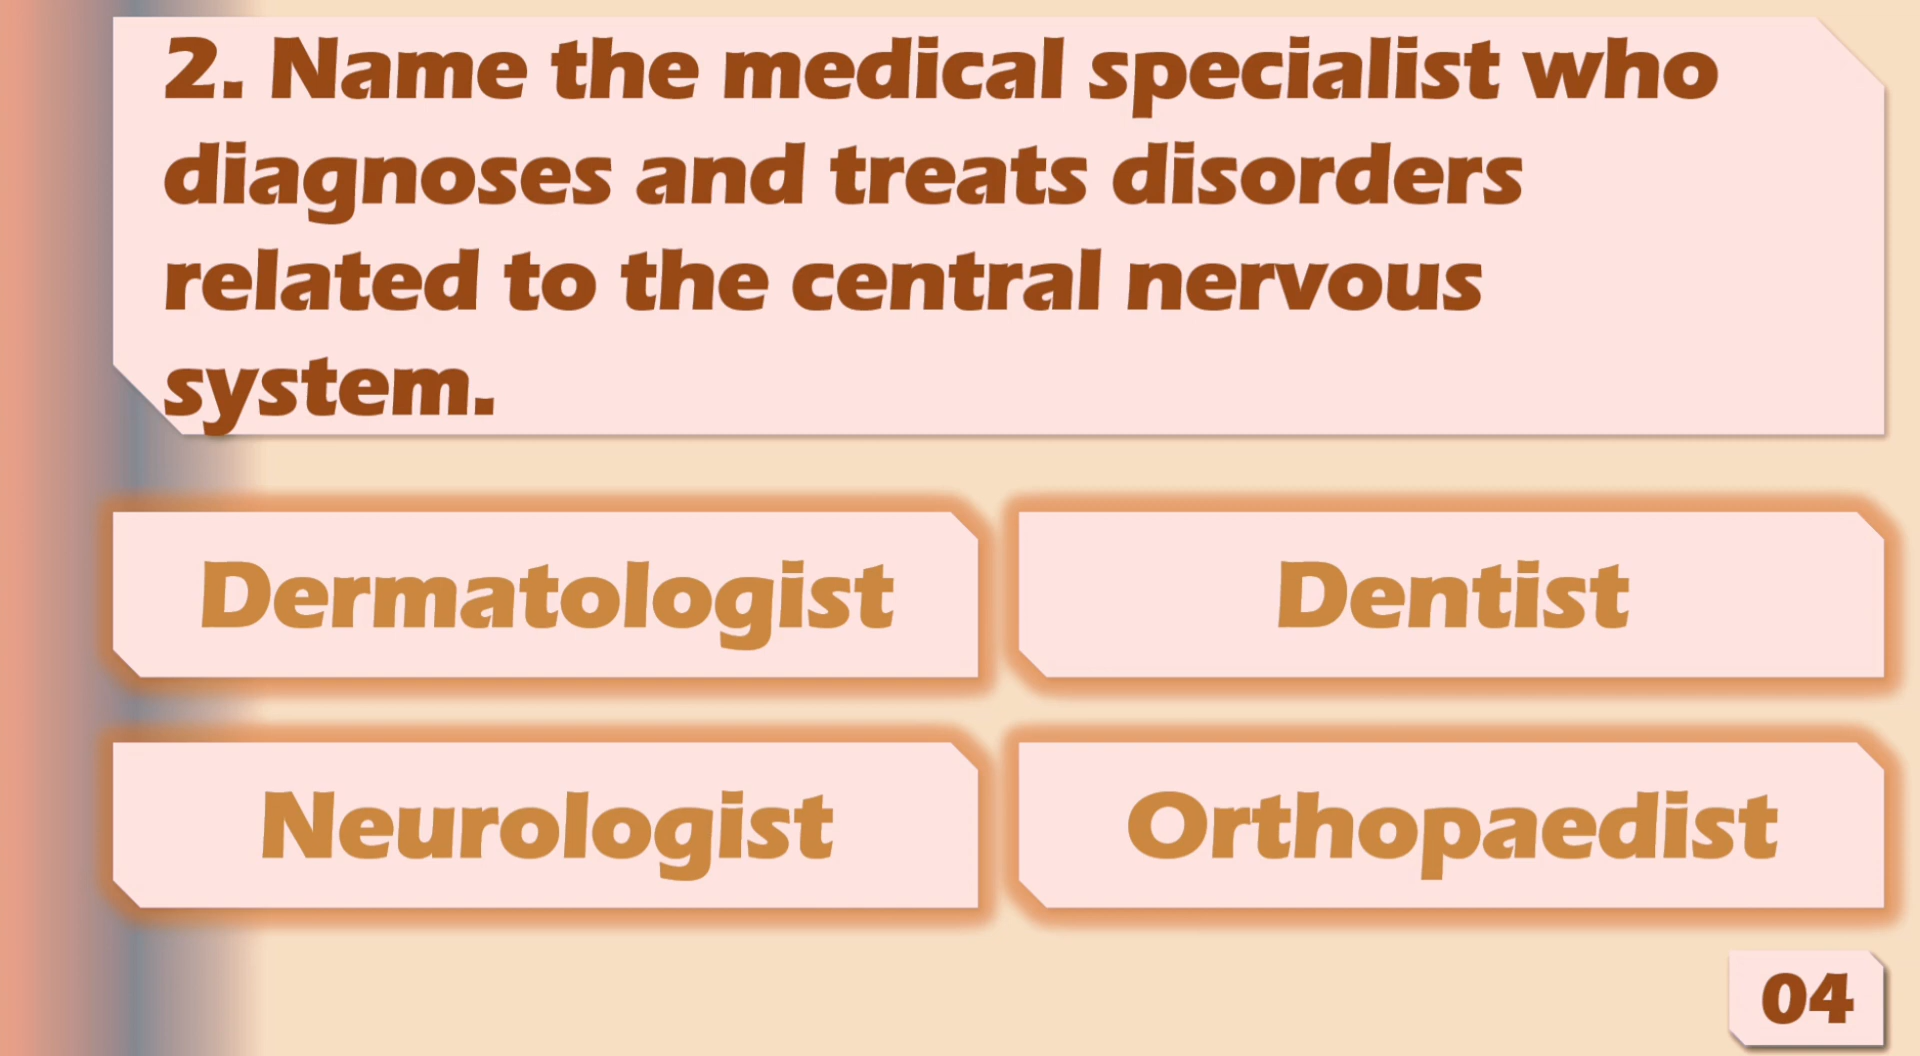 2. Name the medical specialist who
diagnoses and treats disorders
related to the central nervous
system.
Dermatologist
Dentist
Neurologist
Orthopaedist
04